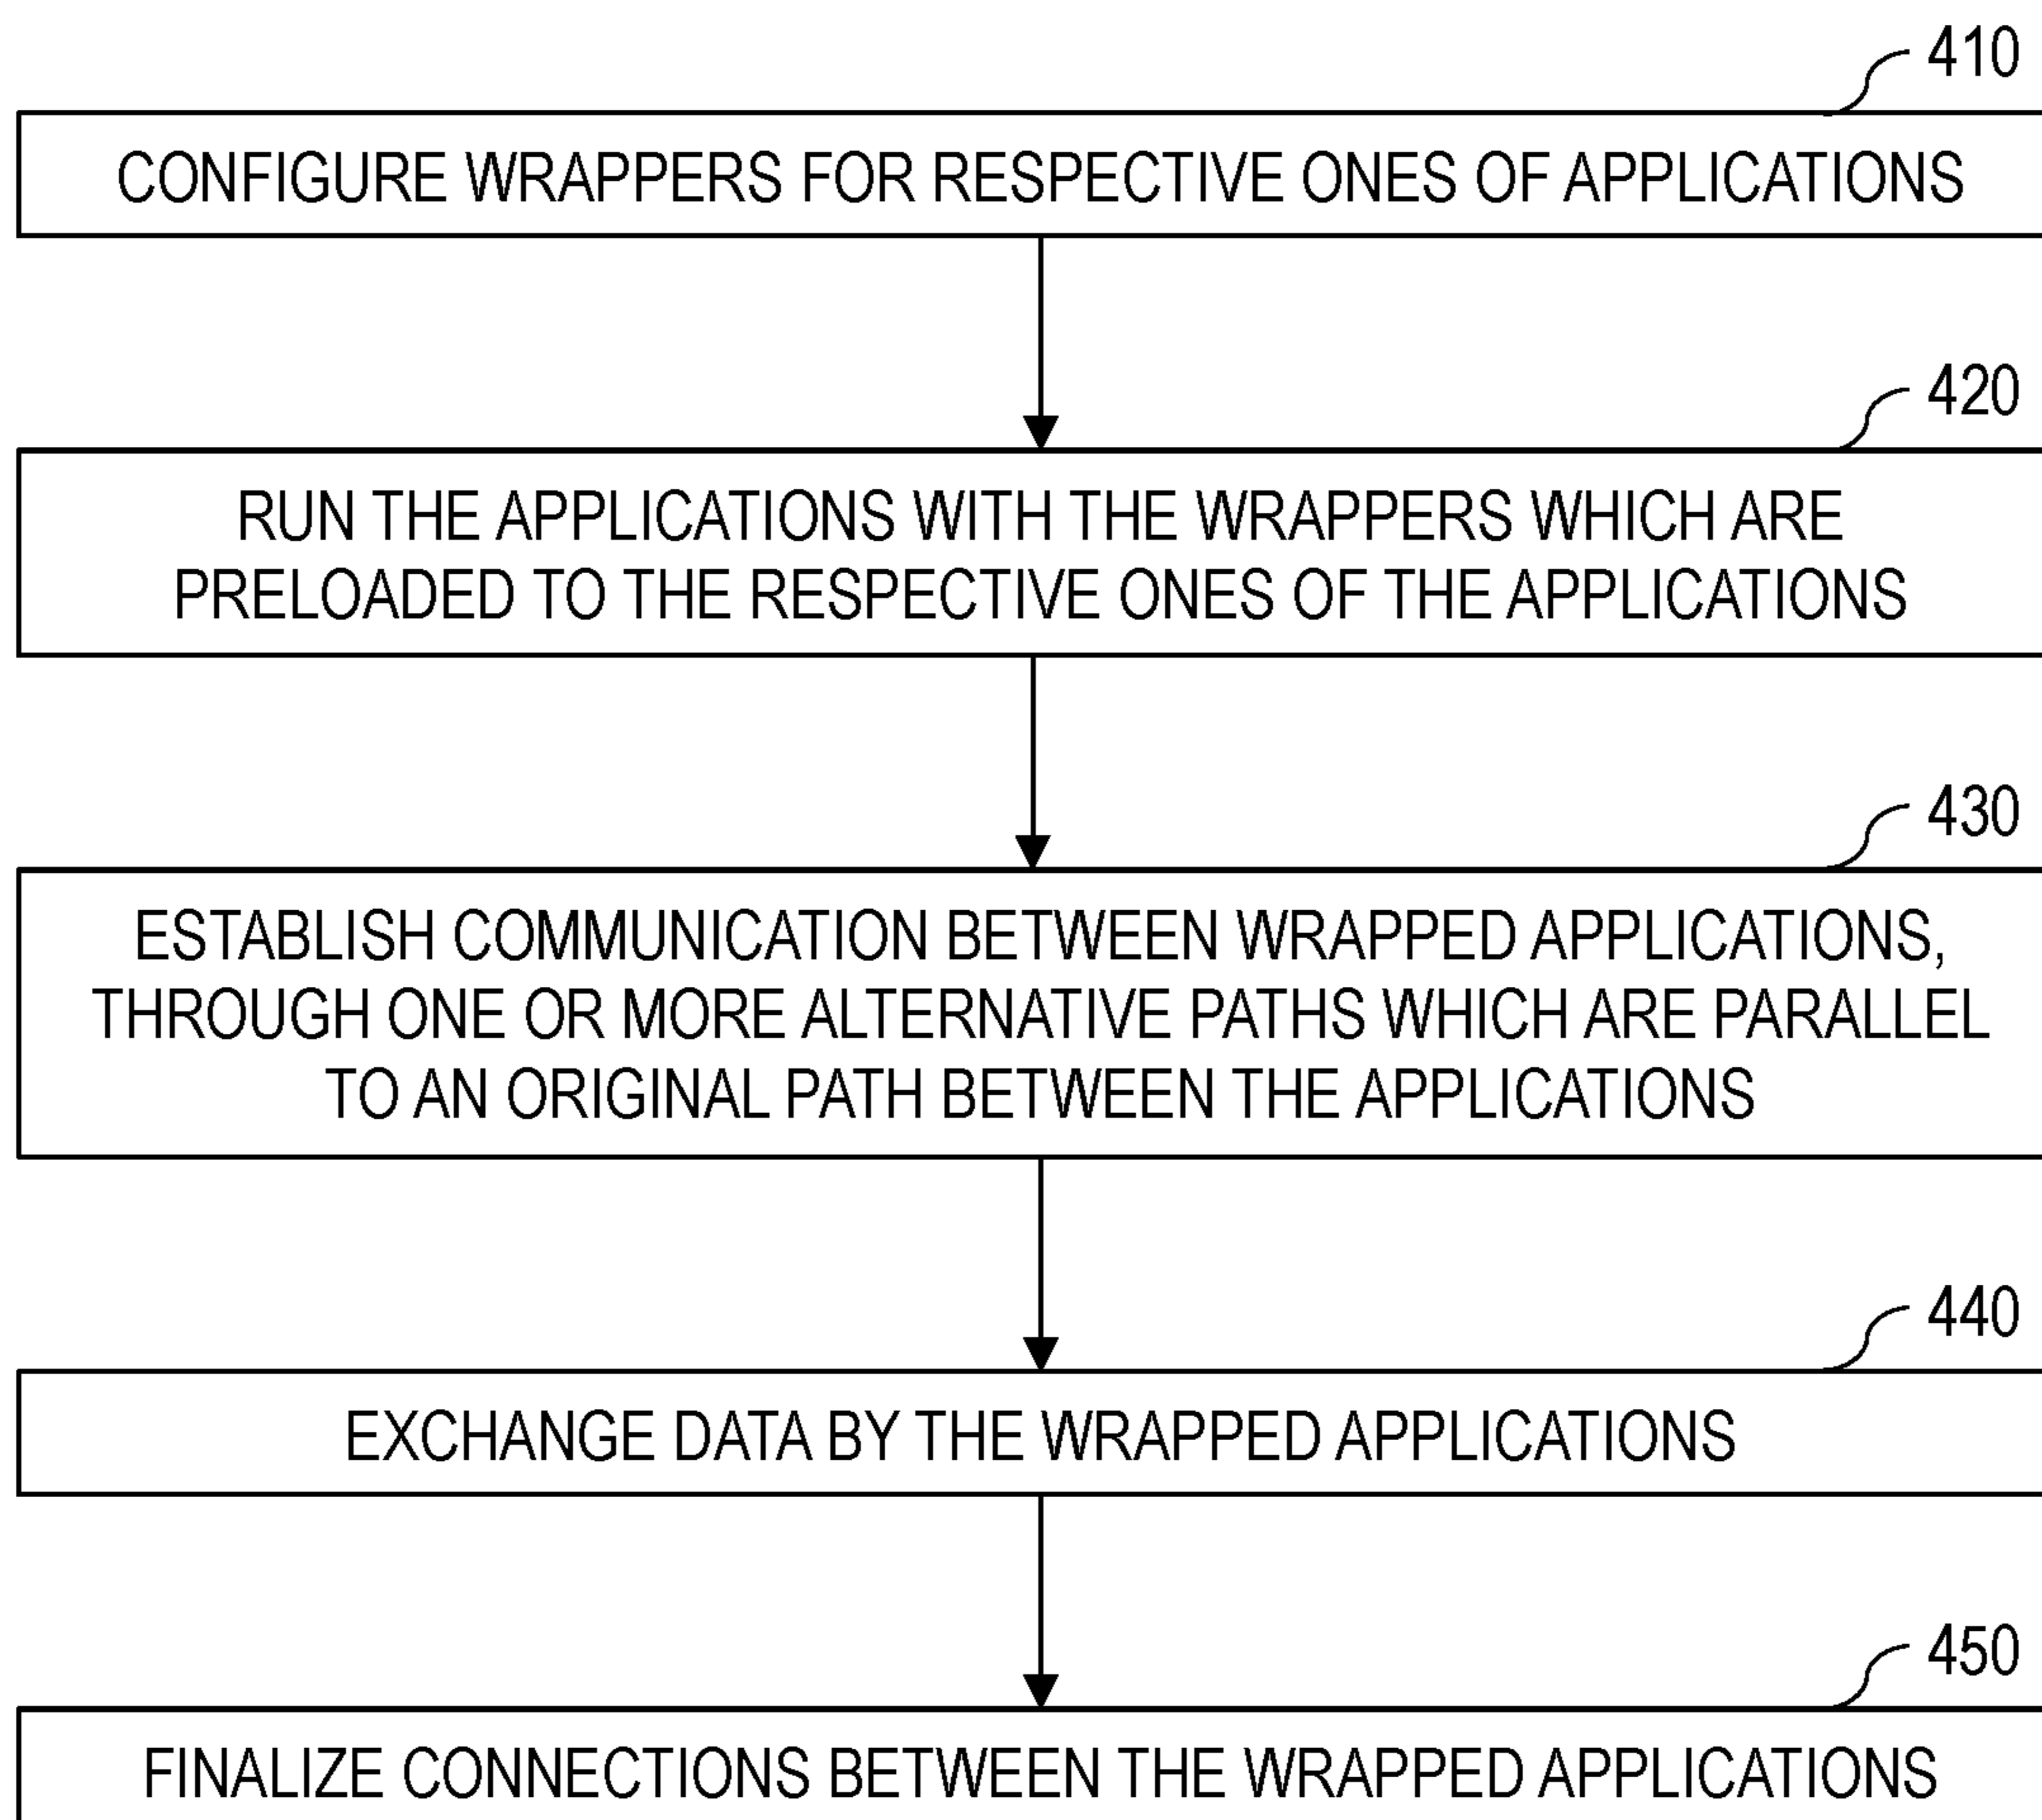 410
CONFIGURE WRAPPERS FOR RESPECTIVE ONES OF APPLICATIONS
420
RUN THE APPLICATIONS WITH THE WRAPPERS WHICH ARE
PRELOADED TO THE RESPECTIVE ONES OF THE APPLICATIONS
430
ESTABLISH COMMUNICATION BETWEEN WRAPPED APPLICATIONS,
THROUGH ONE OR MORE ALTERNATIVE PATHS WHICH ARE PARALLEL
TO AN ORIGINAL PATH BETWEEN THE APPLICATIONS
440
EXCHANGE DATA BY THE WRAPPED APPLICATIONS
450
FINALIZE CONNECTIONS BETWEEN THE WRAPPED APPLICATIONS